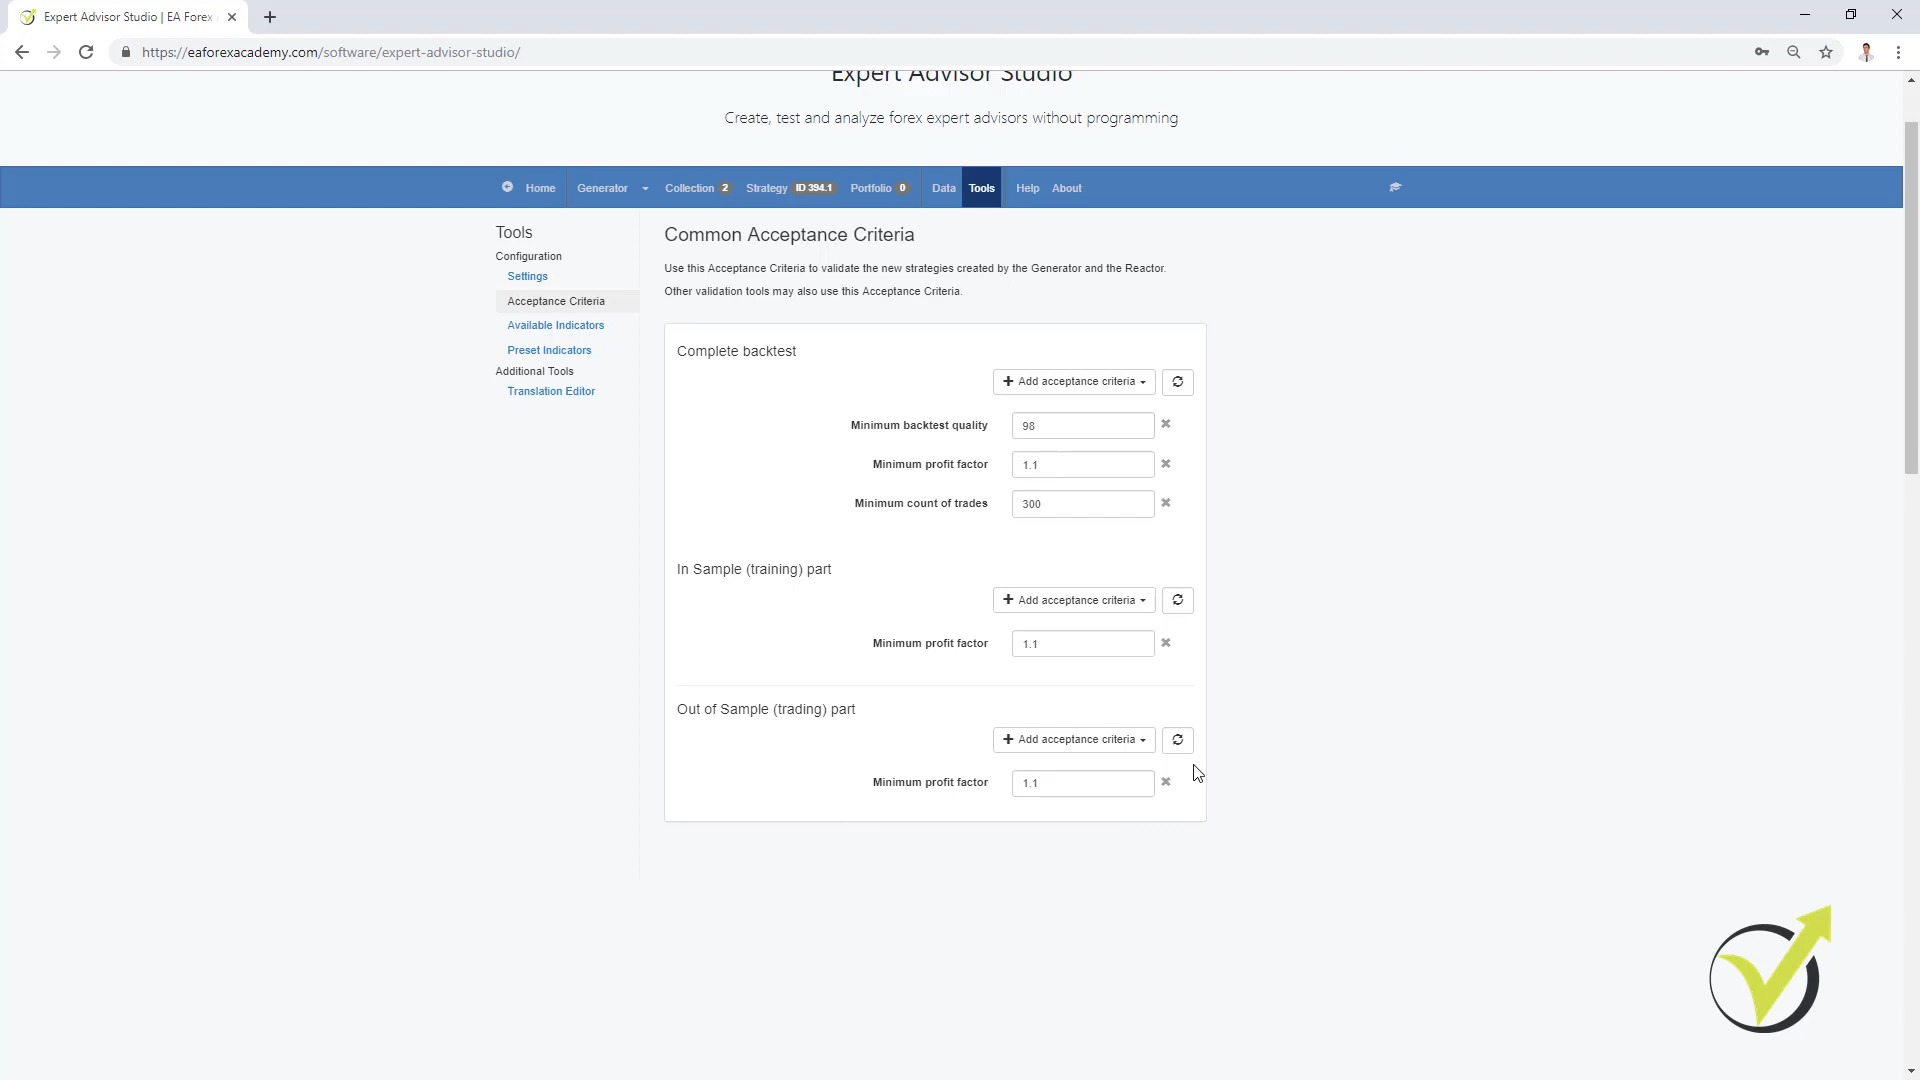 Expert Advisor Studio | EA Forex
https://eaforexacademy.com/software/expert-advisor-studio/
Expert Advisor Studio
Create, test and analyze forex expert advisors without programming
Home Generator Collection 2 Strategy ID 394.1 Portfolio 0 Data Tools Help About
Tools
Configuration
Settings
Acceptance Criteria
Available Indicators
Preset Indicators
Additional Tools
Translation Editor
Common Acceptance Criteria
Use this Acceptance Criteria to validate the new strategies created by the Generator and the Reactor.
Other validation tools may also use this Acceptance Criteria.
Complete backtest
Add acceptance criteria
Minimum backtest quality 98
Minimum profit factor 1.1
Minimum count of trades 300
In Sample (training) part
Add acceptance criteria
Minimum profit factor 1.1
Out of Sample (trading) part
Add acceptance criteria
Minimum profit factor 1.1